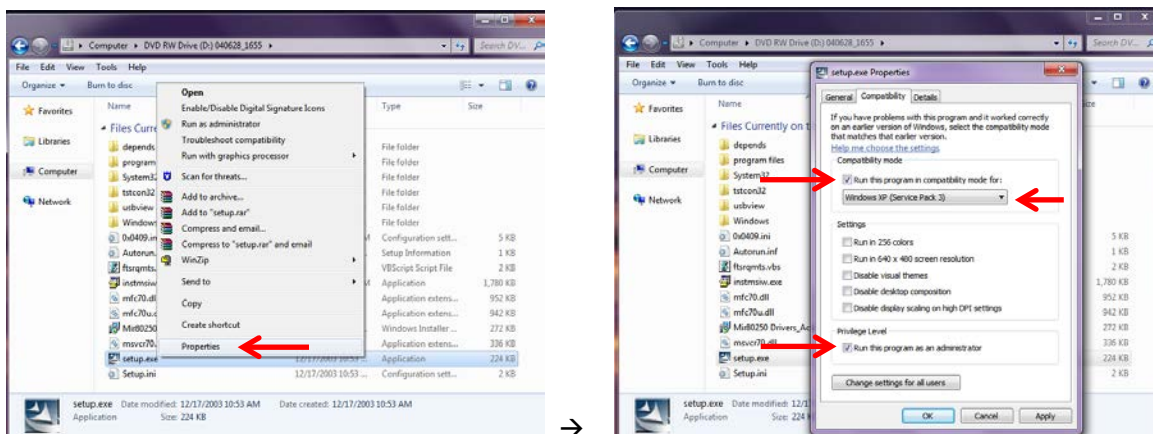 Computer ▸ DVD RW Drive (D:) 040628_1655 ▸
Search DV...
File Edit View Tools Help
Organize Burn to disc
Favorites
Libraries
Computer
Network
Name Type Size
Files Curre
depends File folder
program File folder
System32 File folder
tstcon32 File folder
usbview File folder
Window File folder
0x0409.in Configuration sett... 5 KB
Autorun. Setup Information 1 KB
ftsrqmts. VBScript Script File 2 KB
instmsiw. Application 1,780 KB
mfc70.dl Application extens... 952 KB
mfc70u.c Application extens... 942 KB
Mir80250 Windows Installer ... 272 KB
msvcr70. Application extens... 336 KB
setup.exe 12/17/2003 10:53 ... Application 224 KB
Setup.ini 12/17/2003 10:53 ... Configuration sett... 2 KB
Open
Enable/Disable Digital Signature Icons
Run as administrator
Troubleshoot compatibility
Run with graphics processor
Scan for threats...
Add to archive...
Add to "setup.rar"
Compress and email...
Compress to "setup.rar" and email
WinZip
Send to
Copy
Create shortcut
Properties
setup.exe Date modified: 12/17/2003 10:53 AM Date created: 12/17/2003 10:53 AM
Application Size: 224 KB
→
Computer ▸ DVD RW Drive (D:) 040628_1655 ▸
Search DV...
File Edit View Tools Help
Organize Burn to disc
Favorites
Libraries
Computer
Network
Name
Files Currently on
depends
program files
System32
tstcon32
usbview
Windows
0x0409.ini 5 KB
Autorun.inf 1 KB
ftsrqmts.vbs 2 KB
instmsiw.exe 1,780 KB
mfc70.dll 952 KB
mfc70u.dll 942 KB
Mir80250 Drivers_Ac 272 KB
msvcr70.dll 336 KB
setup.exe 224 KB
Setup.ini 2 KB
setup.exe Properties
General Compatibility Details
If you have problems with this program and it worked correctly
on an earlier version of Windows, select the compatibility mode
that matches that earlier version.
Help me choose the settings
Compatibility mode
Run this program in compatibility mode for:
Windows XP (Service Pack 3)
Settings
Run in 256 colors
Run in 640 x 480 screen resolution
Disable visual themes
Disable desktop composition
Disable display scaling on high DPI settings
Privilege Level
Run this program as an administrator
Change settings for all users
OK Cancel Apply
setup.exe Date modified: 12/1
Application Size: 224